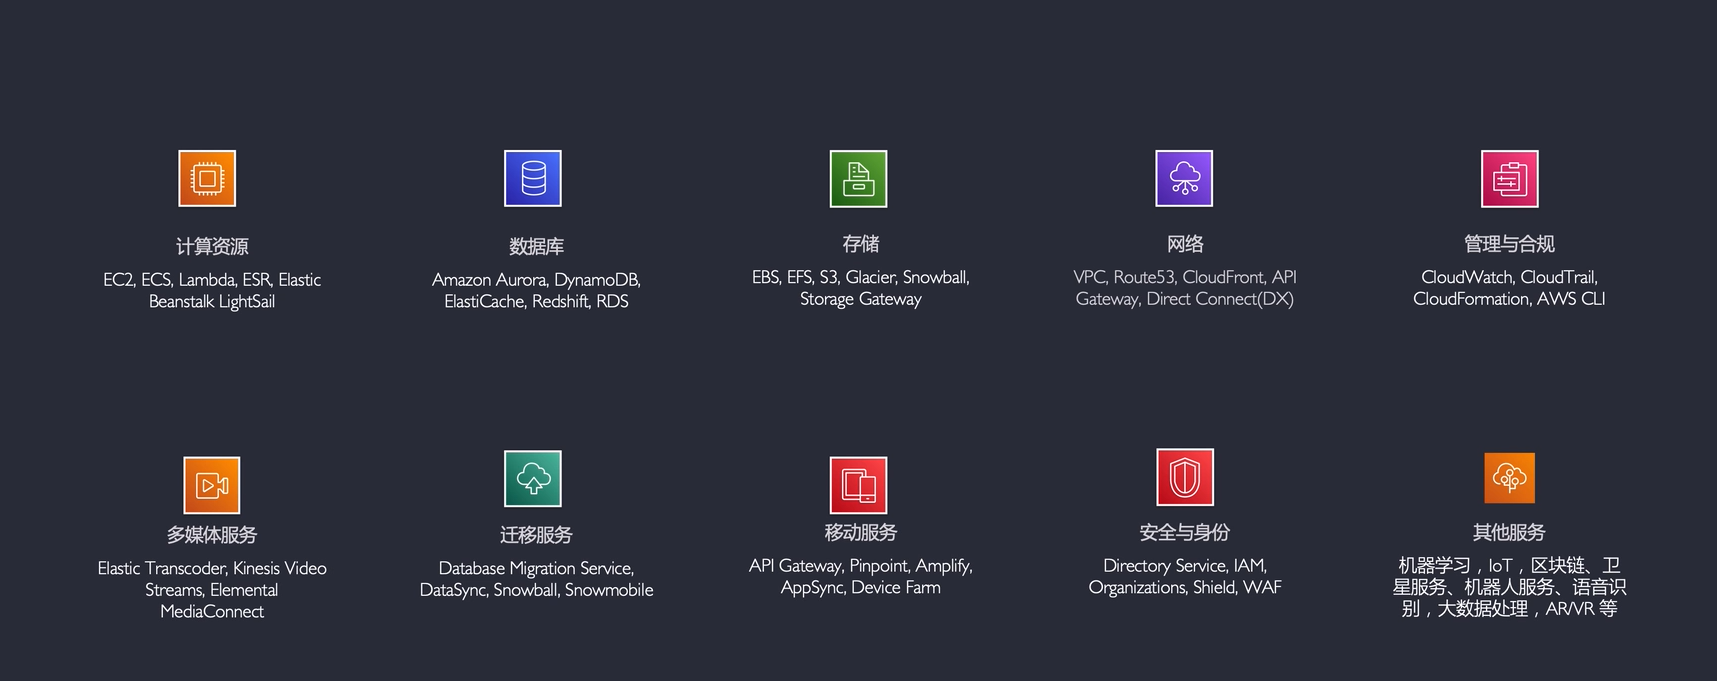 计算资源
EC2, ECS, Lambda, ESR, Elastic
Beanstalk LightSail
数据库
Amazon Aurora, DynamoDB,
ElastiCache, Redshift, RDS
存储
EBS, EFS, S3, Glacier, Snowball,
Storage Gateway
网络
VPC, Route53, CloudFront, API
Gateway, Direct Connect(DX)
管理与合规
CloudWatch, CloudTrail,
CloudFormation, AWS CLI
多媒体服务
Elastic Transcoder, Kinesis Video
Streams, Elemental
MediaConnect
迁移服务
Database Migration Service,
DataSync, Snowball, Snowmobile
移动服务
API Gateway, Pinpoint, Amplify,
AppSync, Device Farm
安全与身份
Directory Service, IAM,
Organizations, Shield, WAF
其他服务
机器学习，IoT，区块链、卫
星服务、机器人服务、语音识
别，大数据处理，AR/VR 等